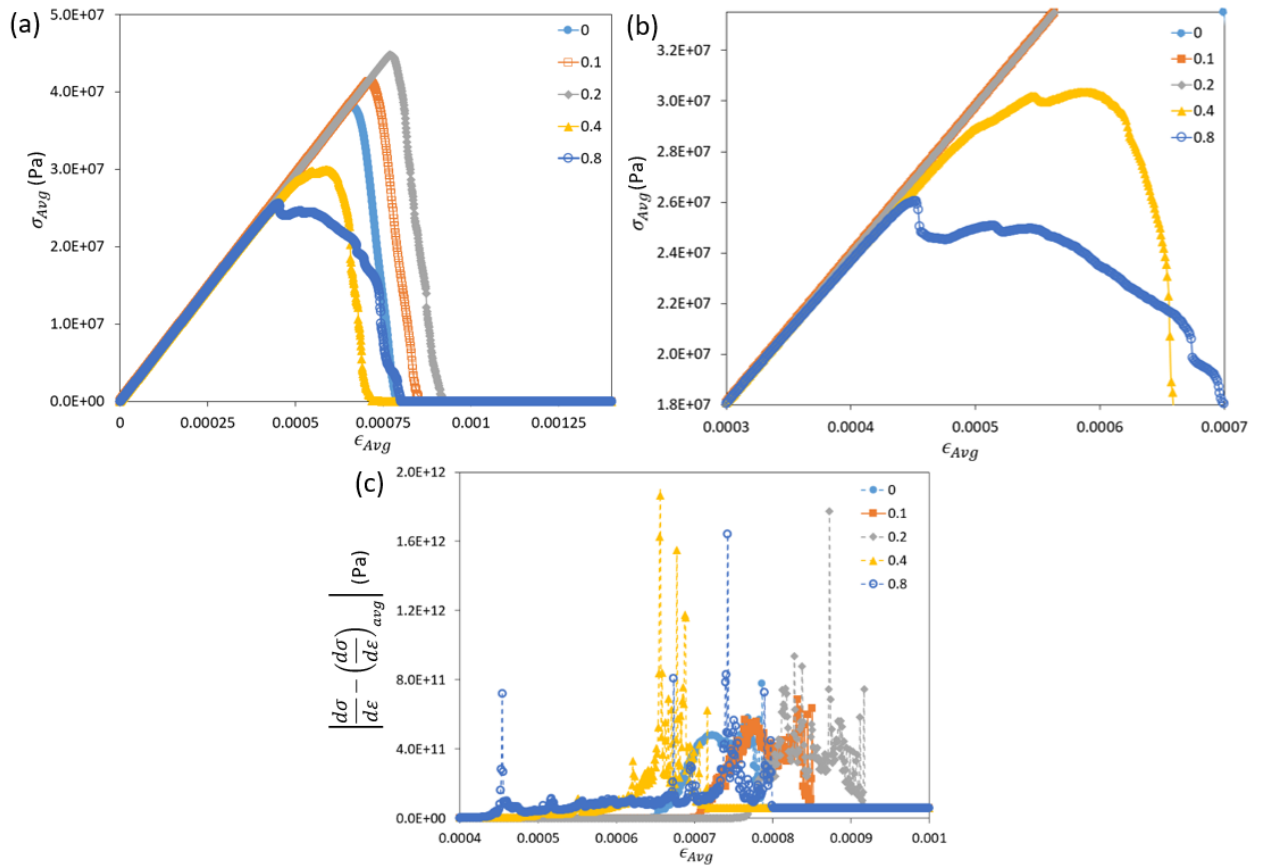 (a)
5.0E+07
4.0E+07
3.0E+07
2.0E+07
1.0E+07
0.0E+00
σ_Avg (Pa)
0 0.00025 0.0005 0.00075 0.001 0.00125
ϵ_Avg
0
0.1
0.2
0.4
0.8
(b)
3.2E+07
3.0E+07
2.8E+07
2.6E+07
2.4E+07
2.2E+07
2.0E+07
1.8E+07
σ_Avg(Pa)
0.0003 0.0004 0.0005 0.0006 0.0007
ϵ_Avg
0
0.1
0.2
0.4
0.8
(c)
2.0E+12
1.6E+12
1.2E+12
8.0E+11
4.0E+11
0.0E+00
|dσ/dε − (dσ/dε)_avg| (Pa)
0.0004 0.0005 0.0006 0.0007 0.0008 0.0009 0.001
ϵ_Avg
0
0.1
0.2
0.4
0.8